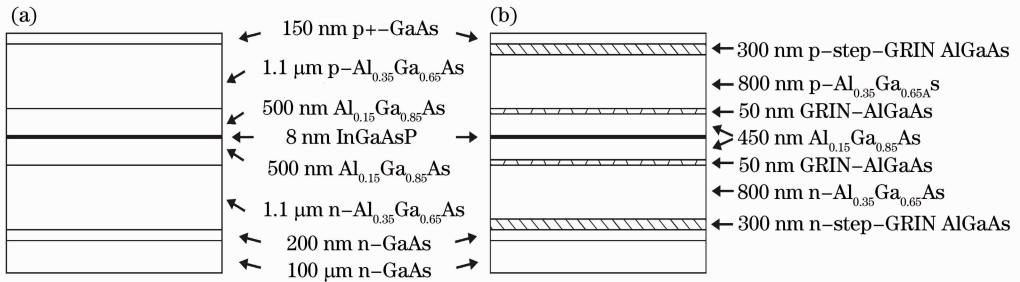 (a)
150 nm p+−GaAs
1.1 μm p−Al0.35Ga0.65As
500 nm Al0.15Ga0.85As
8 nm InGaAsP
500 nm Al0.15Ga0.85As
1.1 μm n−Al0.35Ga0.65As
200 nm n−GaAs
100 μm n−GaAs
(b)
300 nm p−step−GRIN AlGaAs
800 nm p−Al0.35Ga0.65As
50 nm GRIN−AlGaAs
450 nm Al0.15Ga0.85As
50 nm GRIN−AlGaAs
800 nm n−Al0.35Ga0.65As
300 nm n−step−GRIN AlGaAs